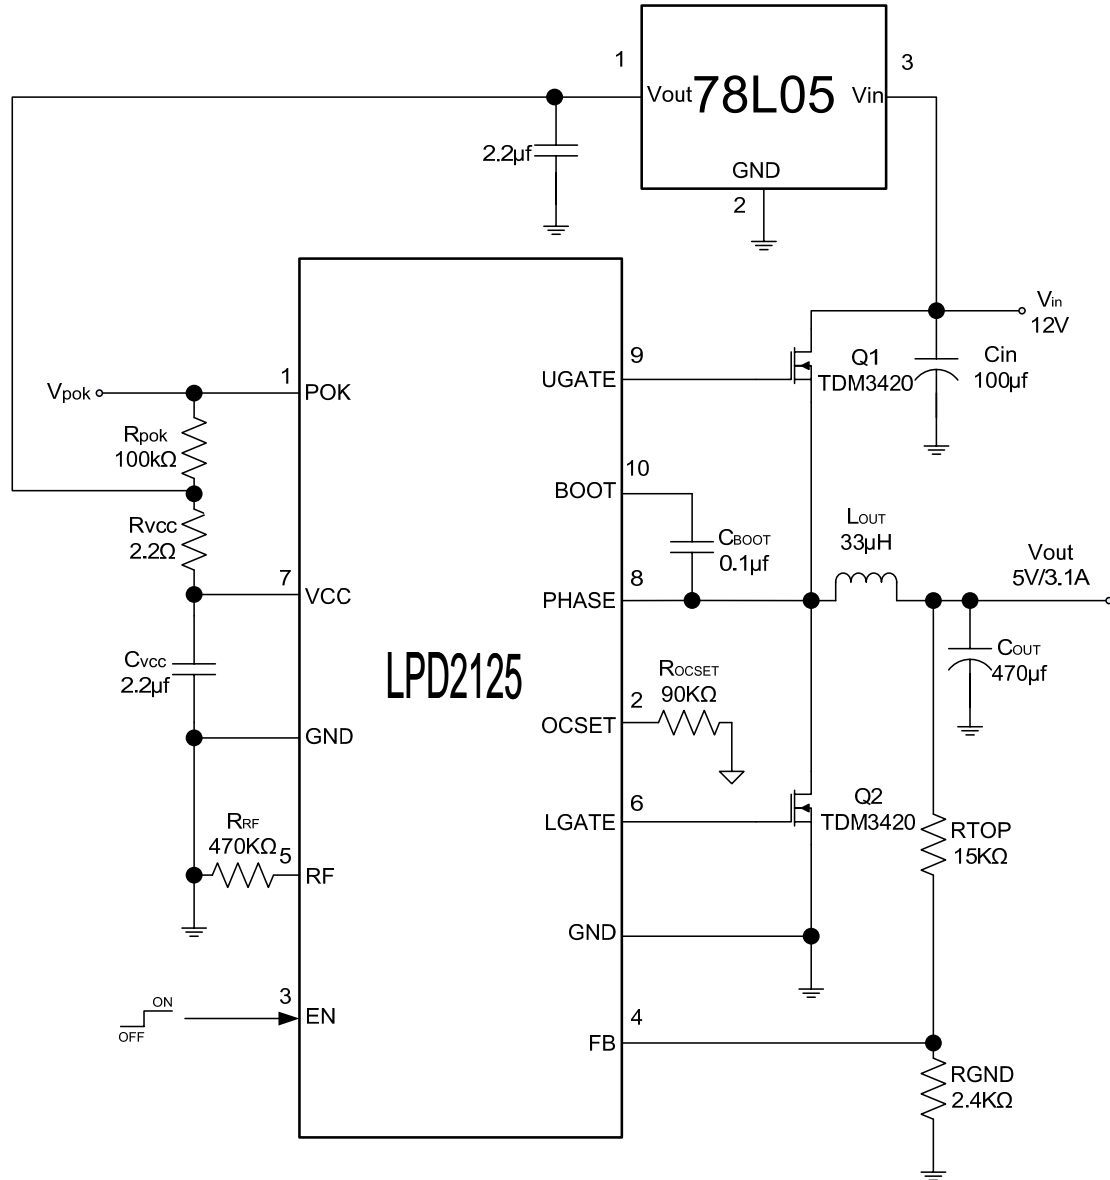 1
3
Vout
78L05
Vin
2.2µf
GND
2
Vin
12V
Cin
100µf
9
UGATE
Q1
TDM3420
Vpok
1
POK
Rpok
100kΩ
10
BOOT
RVCC
2.2Ω
CBOOT
0.1µf
LOUT
33µH
Vout
5V/3.1A
7
VCC
8
PHASE
CVCC
2.2µf
LPD2125
COUT
470µf
ROCSET
90KΩ
2
OCSET
GND
6
LGATE
Q2
TDM3420
RRF
470KΩ
5
RF
RTOP
15KΩ
GND
3
EN
ON
OFF
4
FB
RGND
2.4KΩ